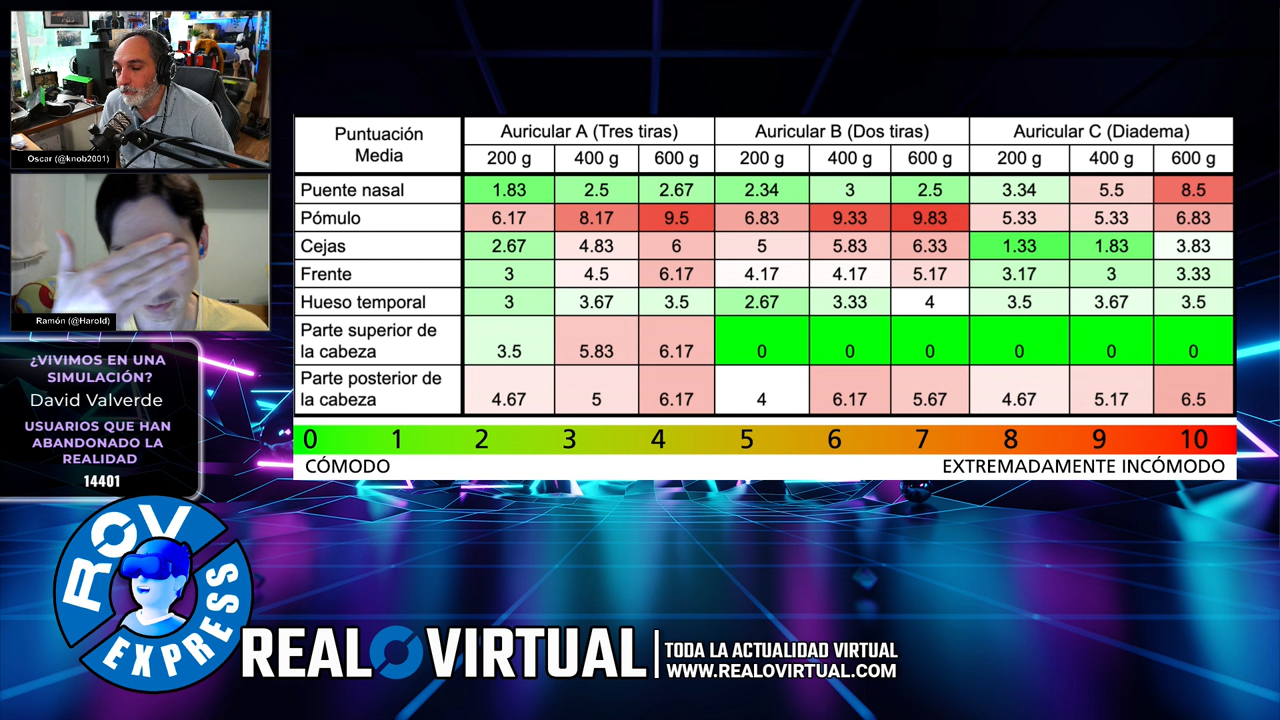 Oscar (@knob2001)
Ramón (@Harold)
¿VIVIMOS EN UNA
SIMULACIÓN?
David Valverde
USUARIOS QUE HAN
ABANDONADO LA
REALIDAD
14401
Puntuación
Media
Auricular A (Tres tiras)
Auricular B (Dos tiras)
Auricular C (Diadema)
200 g 400 g 600 g 200 g 400 g 600 g 200 g 400 g 600 g
Puente nasal 1.83 2.5 2.67 2.34 3 2.5 3.34 5.5 8.5
Pómulo 6.17 8.17 9.5 6.83 9.33 9.83 5.33 5.33 6.83
Cejas 2.67 4.83 6 5 5.83 6.33 1.33 1.83 3.83
Frente 3 4.5 6.17 4.17 4.17 5.17 3.17 3 3.33
Hueso temporal 3 3.67 3.5 2.67 3.33 4 3.5 3.67 3.5
Parte superior de
la cabeza 3.5 5.83 6.17 0 0 0 0 0 0
Parte posterior de
la cabeza 4.67 5 6.17 4 6.17 5.67 4.67 5.17 6.5
0 1 2 3 4 5 6 7 8 9 10
CÓMODO EXTREMADAMENTE INCÓMODO
ROV
EXPRESS
REAL O VIRTUAL
TODA LA ACTUALIDAD VIRTUAL
WWW.REALOVIRTUAL.COM